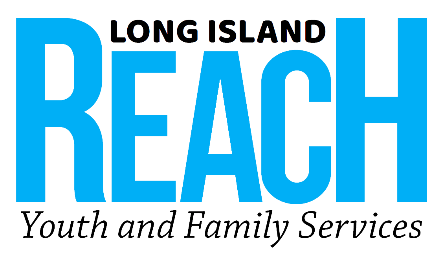 LONG ISLAND
REACH
Youth and Family Services